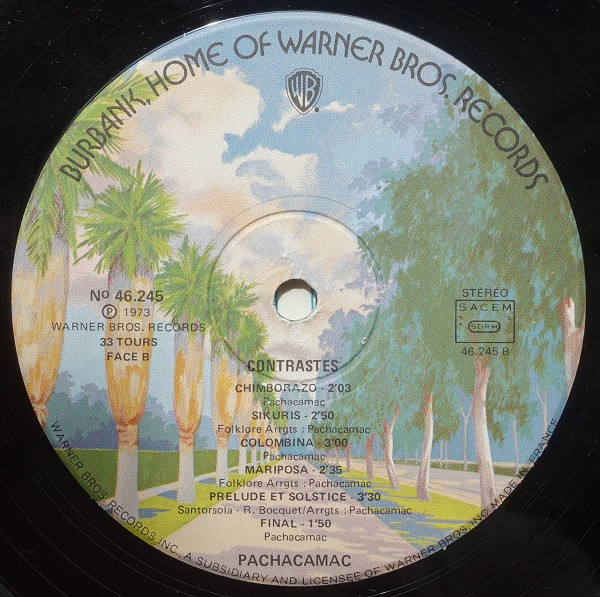 BURBANK, HOME OF WARNER BROS. RECORDS
WB
Nº 46.245
Ⓟ 1973
WARNER BROS. RECORDS
33 TOURS
FACE B
STEREO
SACEM
SDRM
46.245 B
CONTRASTES
CHIMBORAZO - 2'03
Pachacamac
SIKURIS - 2'50
Folklore Arrgts : Pachacamac
COLOMBINA - 3'00
Pachacamac
MARIPOSA - 2'35
Folklore Arrgts : Pachacamac
PRELUDE ET SOLSTICE - 3'30
Santorsola - R. Bocquet/Arrgts : Pachacamac
FINAL - 1'50
Pachacamac
PACHACAMAC
WARNER BROS. RECORDS, INC., A SUBSIDIARY AND LICENSEE OF WARNER BROS. INC MADE IN FRANCE